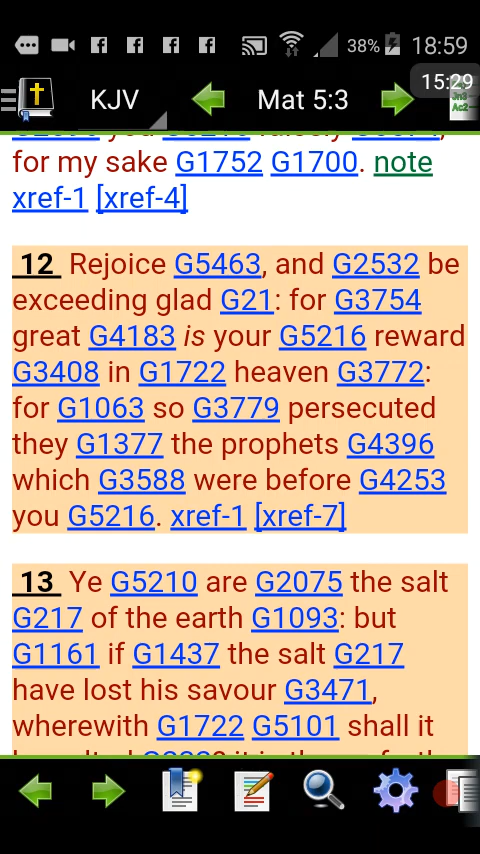 38% 18:59
15:29
KJV Mat 5:3
for my sake G1752 G1700. note
xref-1 [xref-4]
12 Rejoice G5463, and G2532 be
exceeding glad G21: for G3754
great G4183 is your G5216 reward
G3408 in G1722 heaven G3772:
for G1063 so G3779 persecuted
they G1377 the prophets G4396
which G3588 were before G4253
you G5216. xref-1 [xref-7]
13 Ye G5210 are G2075 the salt
G217 of the earth G1093: but
G1161 if G1437 the salt G217
have lost his savour G3471,
wherewith G1722 G5101 shall it